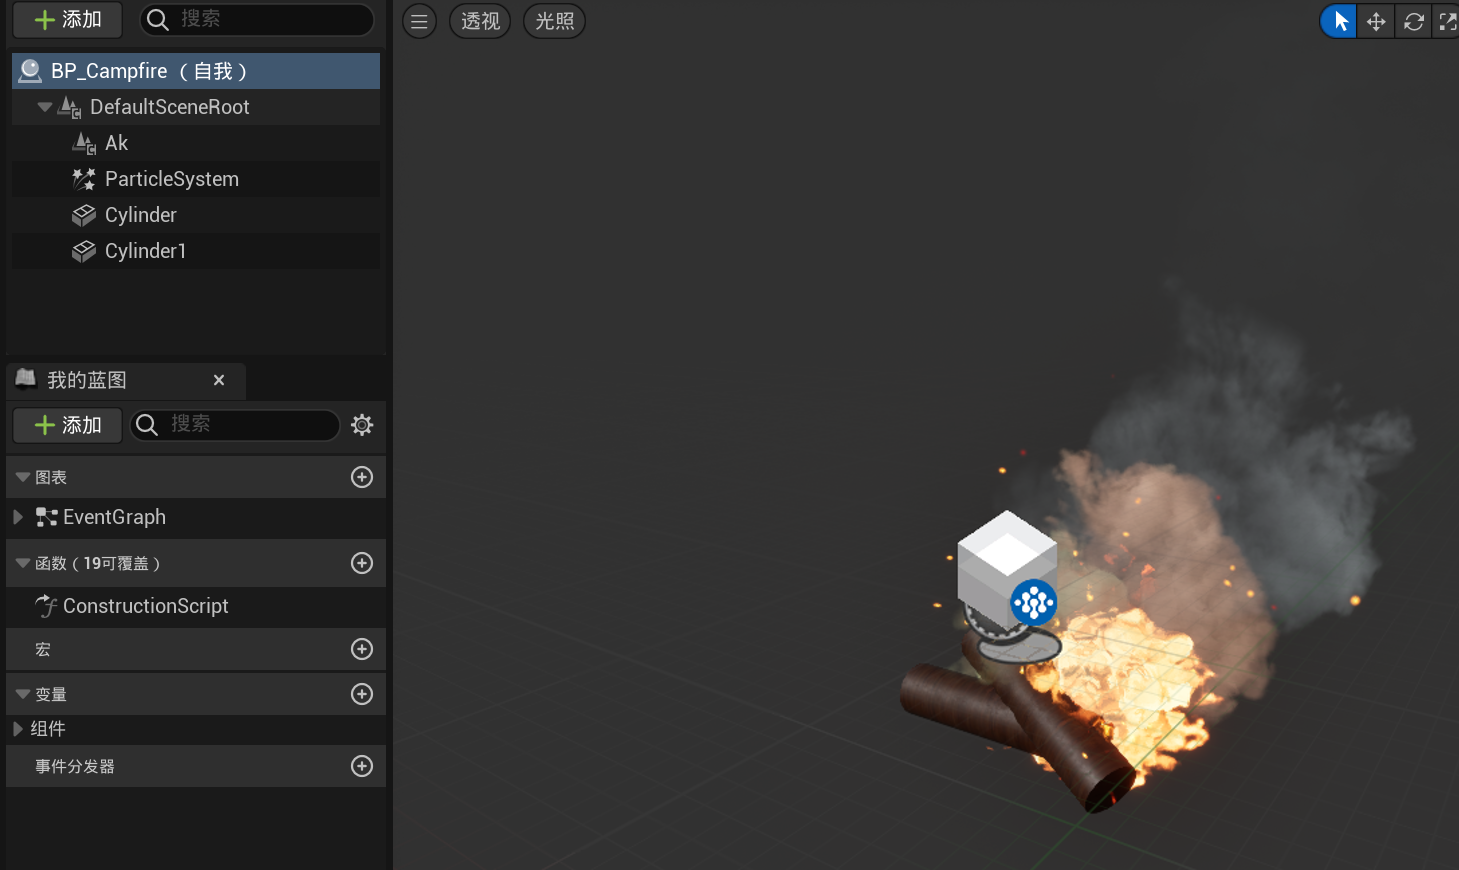 添加
搜索
BP_Campfire （自我）
DefaultSceneRoot
Ak
ParticleSystem
Cylinder
Cylinder1
我的蓝图
添加
搜索
图表
EventGraph
函数（19可覆盖）
ConstructionScript
宏
变量
组件
事件分发器
透视
光照